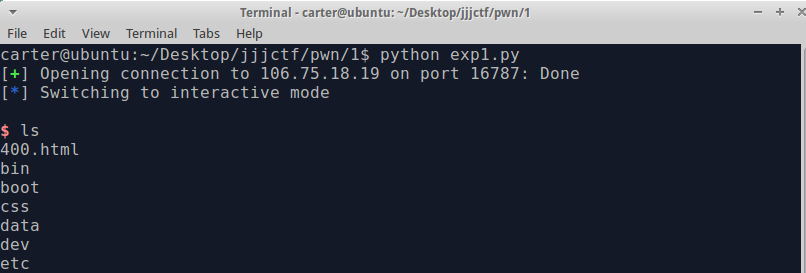 Terminal - carter@ubuntu: ~/Desktop/jjjctf/pwn/1
File Edit View Terminal Tabs Help
carter@ubuntu:~/Desktop/jjjctf/pwn/1$ python exp1.py
[+] Opening connection to 106.75.18.19 on port 16787: Done
[*] Switching to interactive mode
$ ls
400.html
bin
boot
css
data
dev
etc